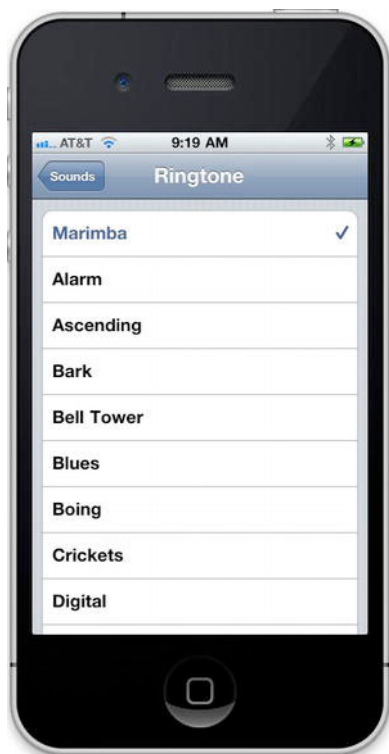 AT&T 9:19 AM
Sounds Ringtone
Marimba
Alarm
Ascending
Bark
Bell Tower
Blues
Boing
Crickets
Digital